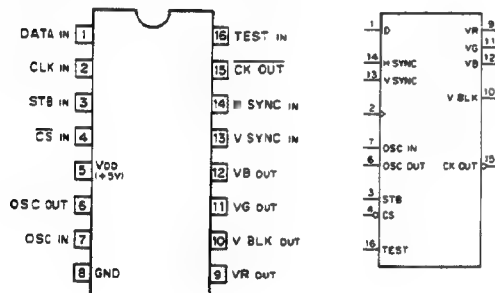 DATA IN 1
CLK IN 2
STB IN 3
CS IN 4
5 VDD (+5V)
OSC OUT 6
OSC IN 7
8 GND
16 TEST IN
15 CK OUT
14 H SYNC IN
13 V SYNC IN
12 VB OUT
11 VG OUT
10 V BLK OUT
9 VR OUT
1 D
14 H SYNC
13 V SYNC
2
7 OSC IN
6 OSC OUT
3 STB
4 CS
16 TEST
VR 9
VG 11
VB 12
V BLK 10
CK OUT 15